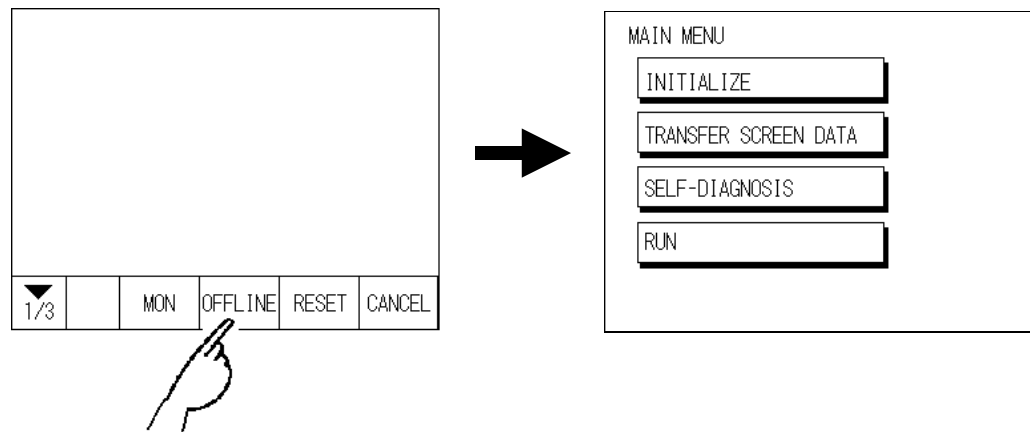 1/3 MON OFFLINE RESET CANCEL
MAIN MENU
INITIALIZE
TRANSFER SCREEN DATA
SELF-DIAGNOSIS
RUN